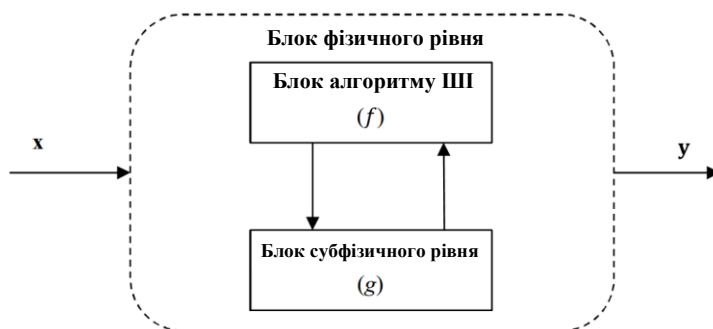 Блок фізичного рівня
Блок алгоритму ШІ
(f)
x
y
Блок субфізичного рівня
(g)